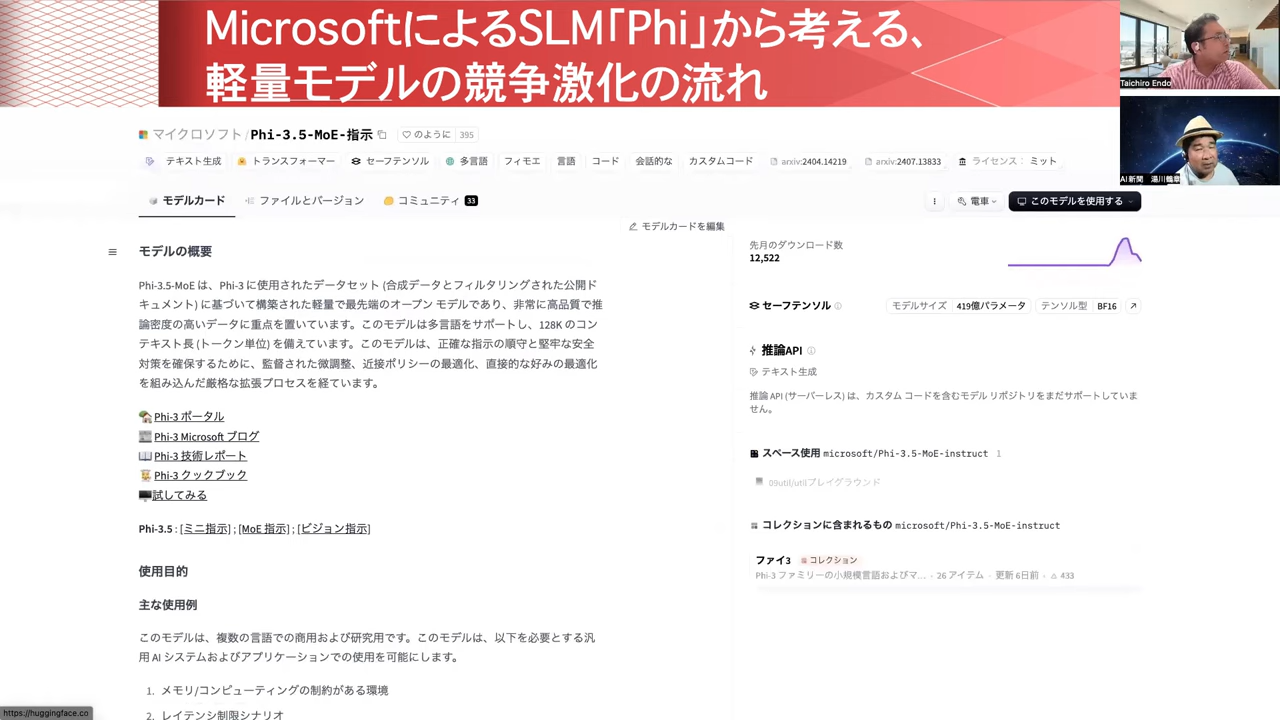 MicrosoftによるSLM「Phi」から考える、
軽量モデルの競争激化の流れ
Taichiro Endo
AI新聞 湯川鶴章
マイクロソフト/Phi-3.5-MoE-指示 のように 395
テキスト生成 トランスフォーマー セーフテンソル 多言語 フィモエ 言語 コード 会話的な カスタムコード arxiv:2404.14219 arxiv:2407.13833 ライセンス： ミット
モデルカード ファイルとバージョン コミュニティ 33 電車 このモデルを使用する
モデルカードを編集
モデルの概要
Phi-3.5-MoE は、Phi-3 に使用されたデータセット (合成データとフィルタリングされた公開ド
キュメント) に基づいて構築された軽量で最先端のオープン モデルであり、非常に高品質で推
論密度の高いデータに重点を置いています。このモデルは多言語をサポートし、128K のコン
テキスト長 (トークン単位) を備えています。このモデルは、正確な指示の順守と堅牢な安全
対策を確保するために、監督された微調整、近接ポリシーの最適化、直接的な好みの最適化
を組み込んだ厳格な拡張プロセスを経ています。
Phi-3 ポータル
Phi-3 Microsoft ブログ
Phi-3 技術レポート
Phi-3 クックブック
試してみる
Phi-3.5 : [ミニ指示] ; [MoE 指示] ; [ビジョン指示]
使用目的
主な使用例
このモデルは、複数の言語での商用および研究用です。このモデルは、以下を必要とする汎
用 AI システムおよびアプリケーションでの使用を可能にします。
1. メモリ/コンピューティングの制約がある環境
2. レイテンシ制限シナリオ
先月のダウンロード数
12,522
セーフテンソル モデルサイズ 419億パラメータ テンソル型 BF16
推論API
テキスト生成
推論 API (サーバーレス) は、カスタム コードを含むモデル リポジトリをまだサポートしていま
せん。
スペース使用 microsoft/Phi-3.5-MoE-instruct 1
09util/utilプレイグラウンド
コレクションに含まれるもの microsoft/Phi-3.5-MoE-instruct
ファイ3 コレクション
Phi-3 ファミリーの小規模言語およびマ... · 26 アイテム · 更新 6日前 · 433
https://huggingface.co